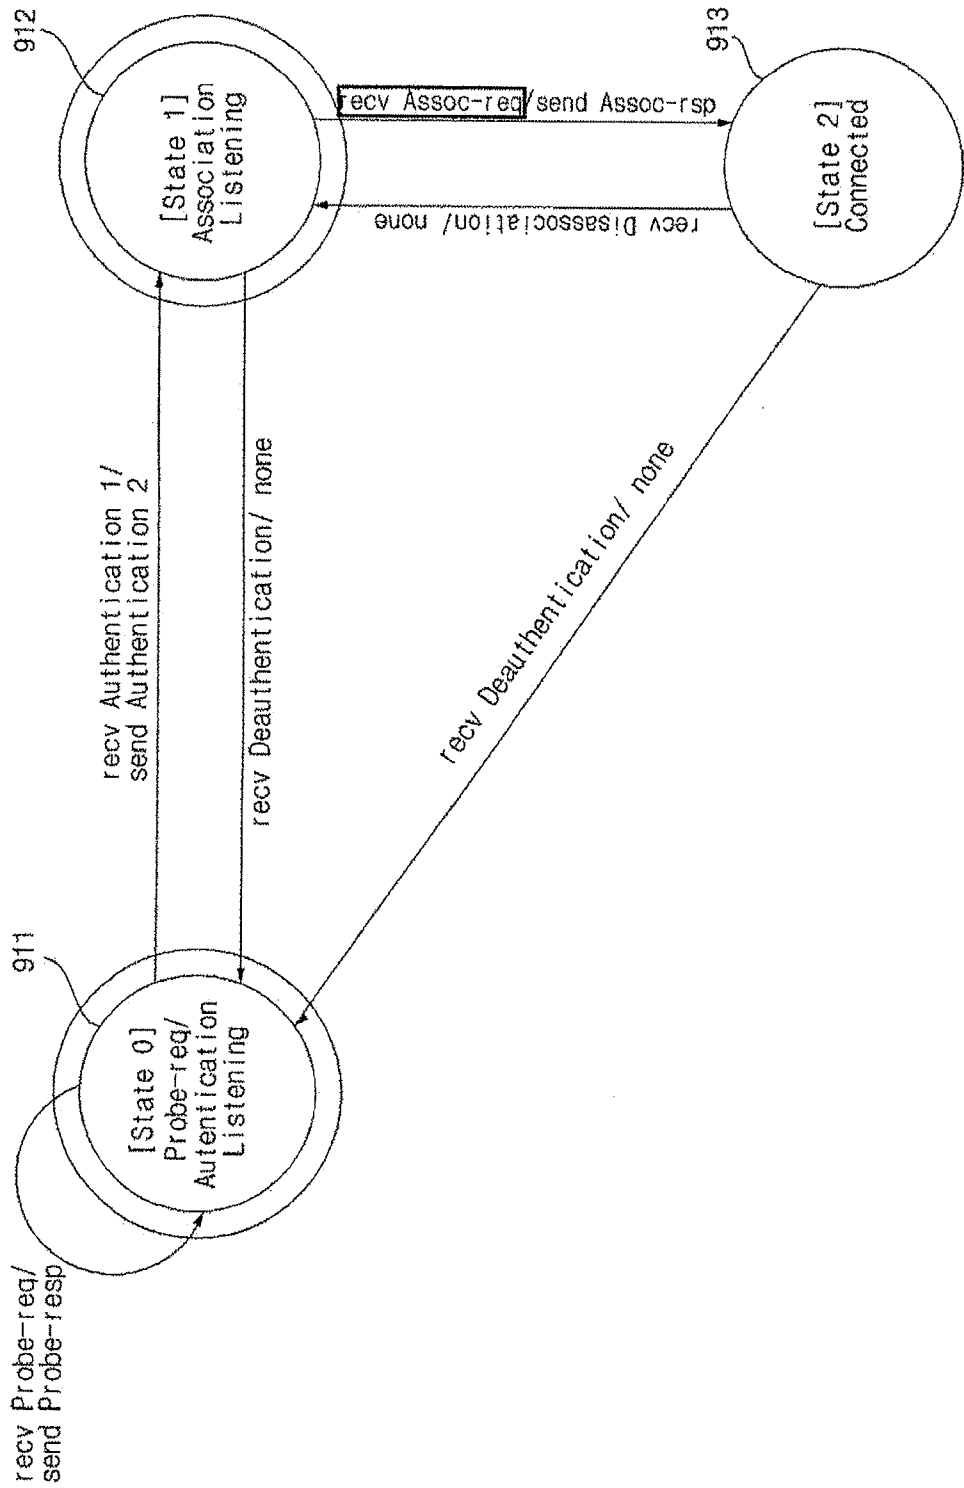 recv Probe-req/
send Probe-resp
911
[State 0]
Probe-req/
Autentication
Listening
recv Authentication 1/
send Authentication 2
recv Deauthentication/ none
912
[State 1]
Association
Listening
recv Assoc-req/send Assoc-rsp
recv Disassociation/ none
recv Deauthentication/ none
913
[State 2]
Connected